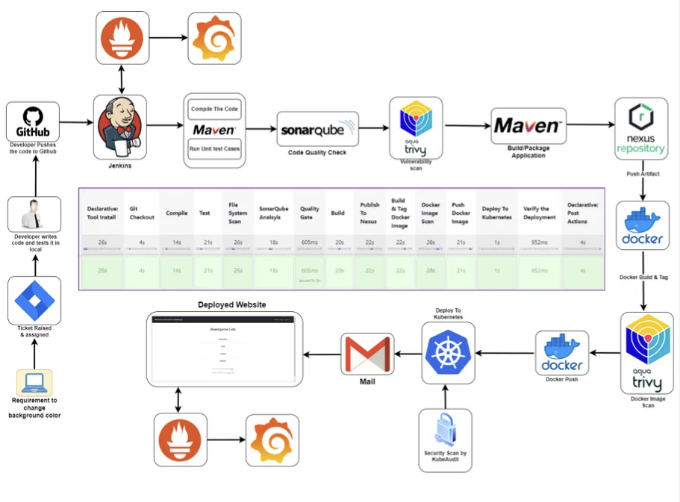 GitHub
Developer Pushes
the code to Github
Jenkins
Compile The Code
Maven™
Run Unit test Cases
sonarqube
Code Quality Check
aqua
trivy
Vulnerability
scan
Maven™
Build/Package
Application
nexus
repository
Push Artifact
Developer writes
code and tests it in
local
Declarative:
Tool Install
Git
Checkout
Compile
Test
File
System
Scan
SonarQube
Analsyis
Quality
Gate
Build
Publish
To
Nexus
Build
& Tag
Docker
Image
Docker
Image
Scan
Push
Docker
Image
Deploy To
Kubernetes
Verify the
Deployment
Declarative:
Post
Actions
26s
4s
14s
21s
26s
18s
605ms
20s
22s
22s
28s
21s
1s
852ms
4s
26s
4s
14s
21s
26s
18s
605ms
20s
22s
22s
28s
21s
1s
852ms
4s
docker
Docker Build & Tag
Ticket Raised
& assigned
Deployed Website
Mail
Deploy To
Kubernetes
docker
Docker Push
aqua
trivy
Docker Image
Scan
Requirement to
change
background color
Security Scan by
KubeAudit